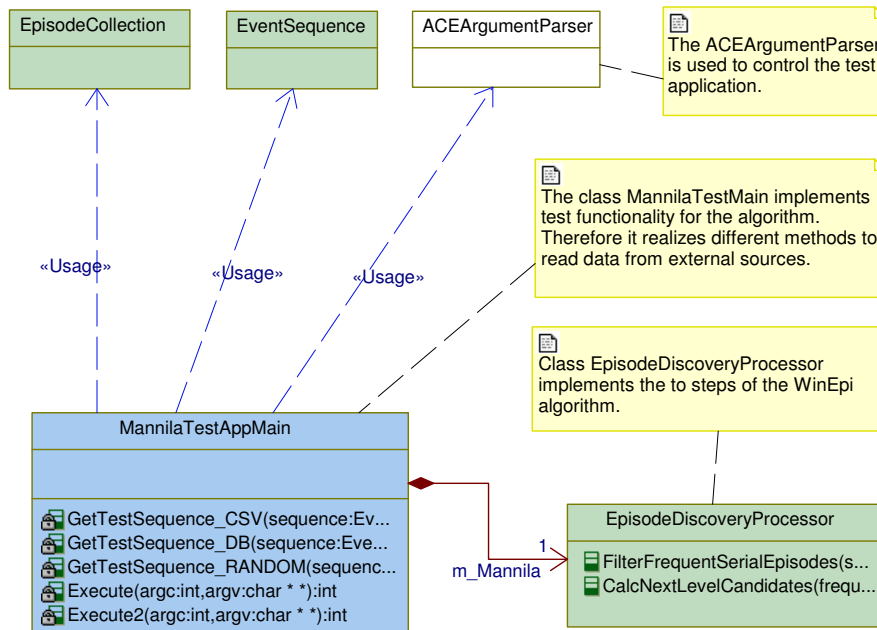 EpisodeCollection
EventSequence
ACEArgumentParser
The ACEArgumentParser
is used to control the test
application.
The class MannilaTestMain implements
test functionality for the algorithm.
Therefore it realizes different methods to
read data from external sources.
«Usage»
«Usage»
«Usage»
Class EpisodeDiscoveryProcessor
implements the to steps of the WinEpi
algorithm.
MannilaTestAppMain
GetTestSequence_CSV(sequence:Ev...
GetTestSequence_DB(sequence:Eve...
GetTestSequence_RANDOM(sequenc...
Execute(argc:int,argv:char * *):int
Execute2(argc:int,argv:char * *):int
1
m_Mannila
EpisodeDiscoveryProcessor
FilterFrequentSerialEpisodes(s...
CalcNextLevelCandidates(frequ...